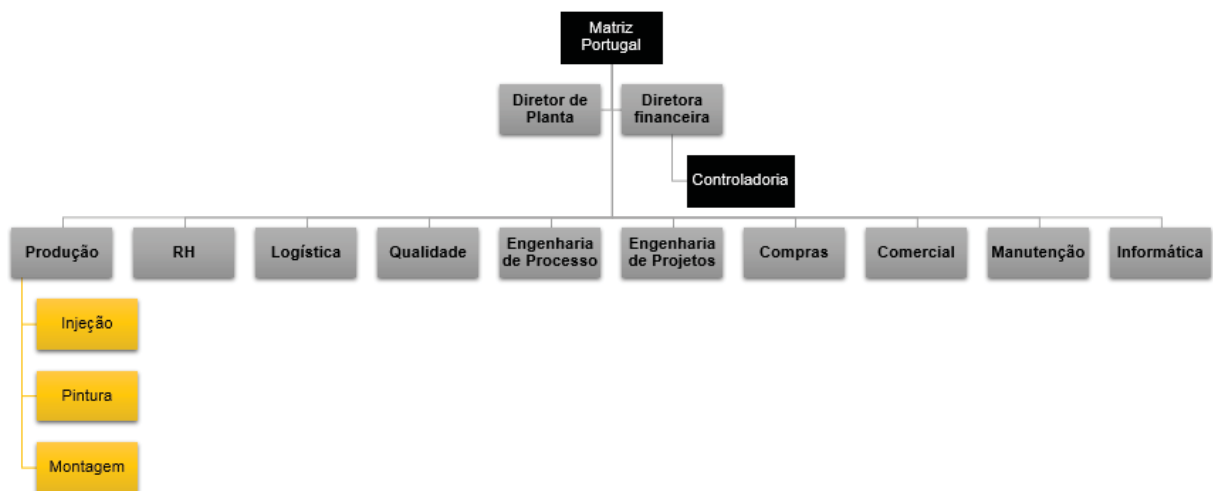 Matriz
Portugal
Diretor de
Planta
Diretora
financeira
Controladoria
Produção
RH
Logística
Qualidade
Engenharia
de Processo
Engenharia
de Projetos
Compras
Comercial
Manutenção
Informática
Injeção
Pintura
Montagem